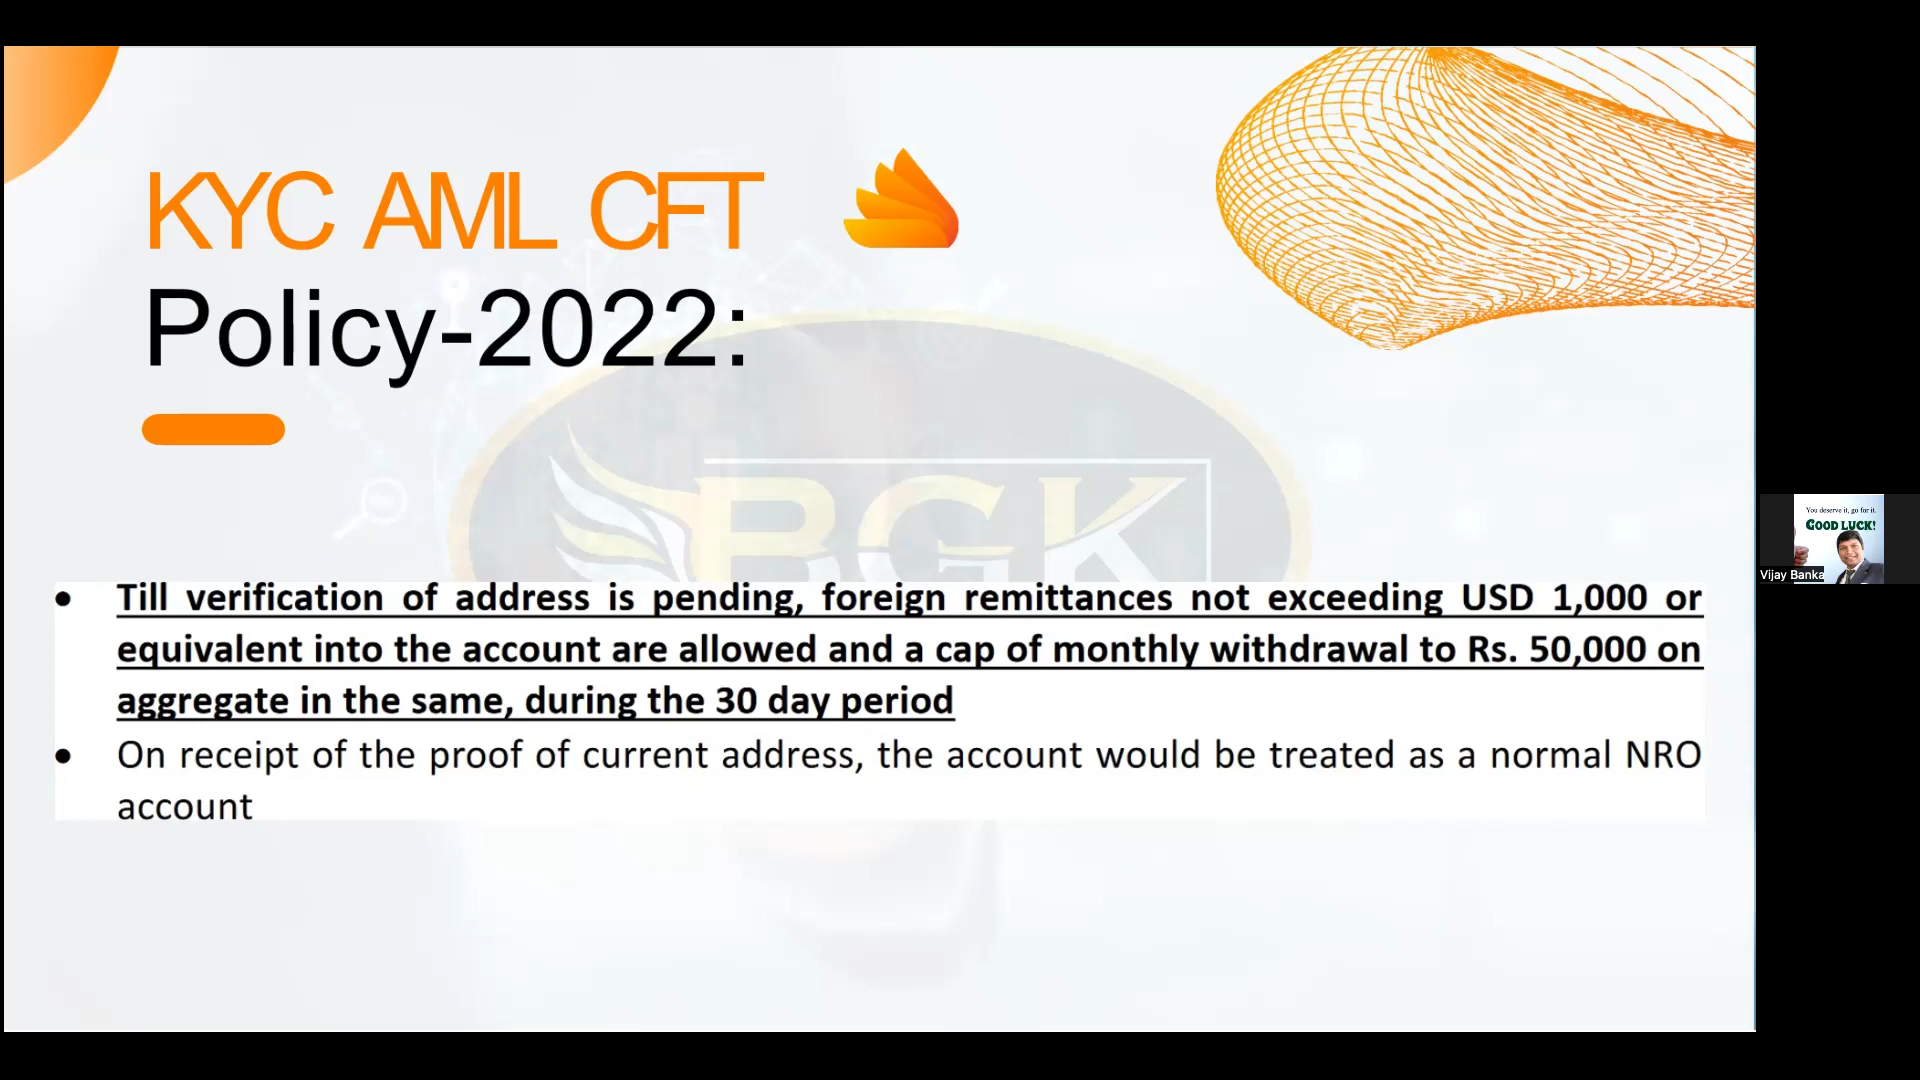 KYC AML CFT
Policy-2022:
BGK
• Till verification of address is pending, foreign remittances not exceeding USD 1,000 or
equivalent into the account are allowed and a cap of monthly withdrawal to Rs. 50,000 on
aggregate in the same, during the 30 day period
• On receipt of the proof of current address, the account would be treated as a normal NRO
account
You deserve it, go for it.
GOOD LUCK!
Vijay Banka